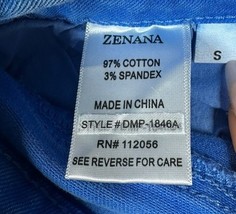 ZENANA
97% COTTON
3% SPANDEX
MADE IN CHINA
STYLE # DMP-1846A
RN# 112056
SEE REVERSE FOR CARE
S